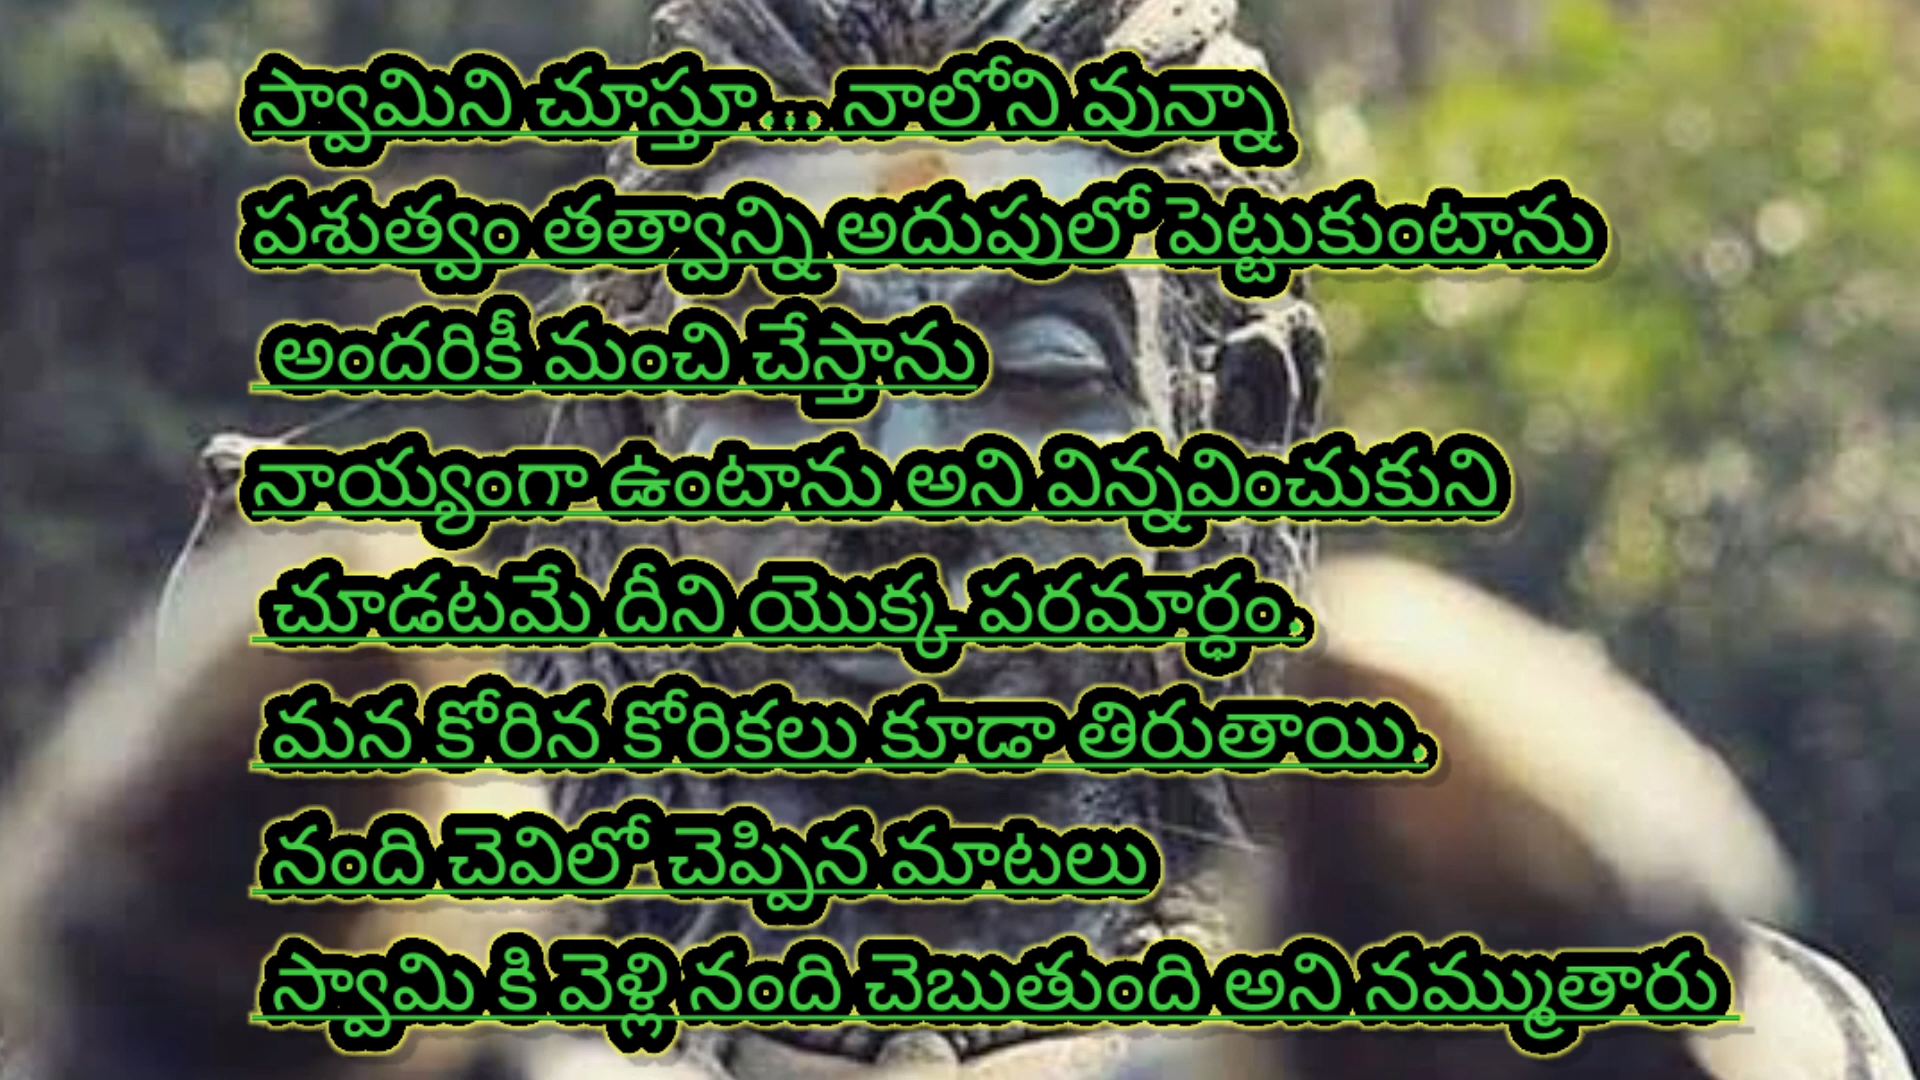 స్వామిని చూస్తూ... నాలోని వున్నా
పశుత్వం తత్వాన్ని అదుపులో పెట్టుకుంటాను
అందరికీ మంచి చేస్తాను
నాయ్యంగా ఉంటాను అని విన్నవించుకుని
చూడటమే దీని యొక్క పరమార్ధం.
మన కోరిన కోరికలు కూడా తిరుతాయి.
నంది చెవిలో చెప్పిన మాటలు
స్వామి కి వెళ్లి నంది చెబుతుంది అని నమ్ముతారు